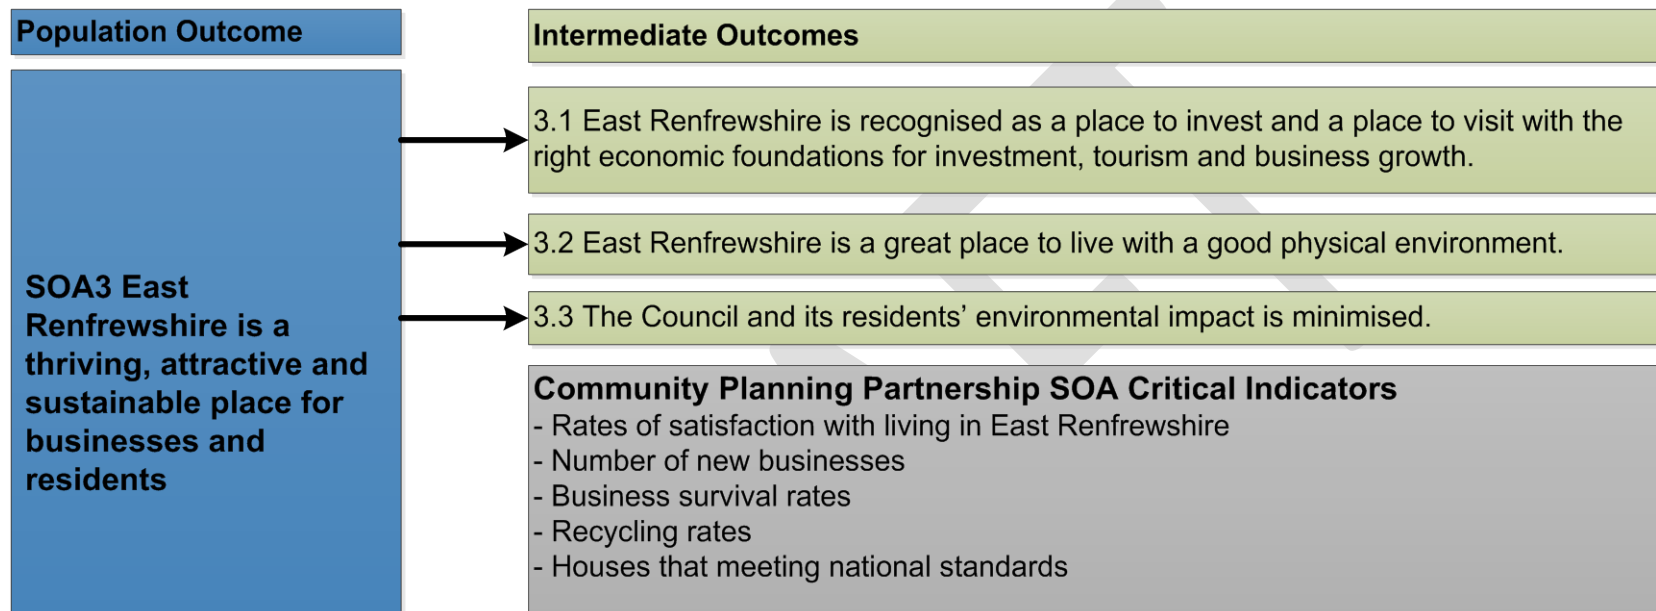 Population Outcome
Intermediate Outcomes
SOA3 East
Renfrewshire is a
thriving, attractive and
sustainable place for
businesses and
residents
3.1 East Renfrewshire is recognised as a place to invest and a place to visit with the
right economic foundations for investment, tourism and business growth.
3.2 East Renfrewshire is a great place to live with a good physical environment.
3.3 The Council and its residents’ environmental impact is minimised.
Community Planning Partnership SOA Critical Indicators
- Rates of satisfaction with living in East Renfrewshire
- Number of new businesses
- Business survival rates
- Recycling rates
- Houses that meeting national standards